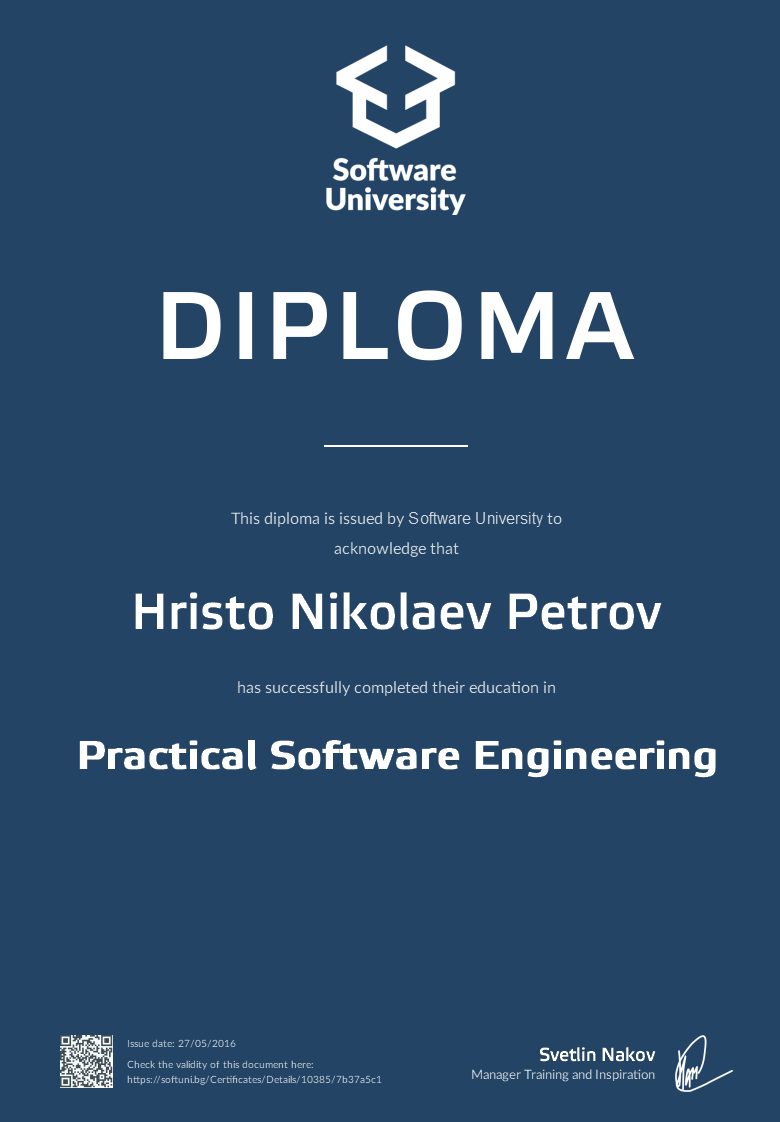 Software
University
DIPLOMA
This diploma is issued by Software University to
acknowledge that
Hristo Nikolaev Petrov
has successfully completed their education in
Practical Software Engineering
Issue date: 27/05/2016
Check the validity of this document here:
https://softuni.bg/Certificates/Details/10385/7b37a5c1
Svetlin Nakov
Manager Training and Inspiration